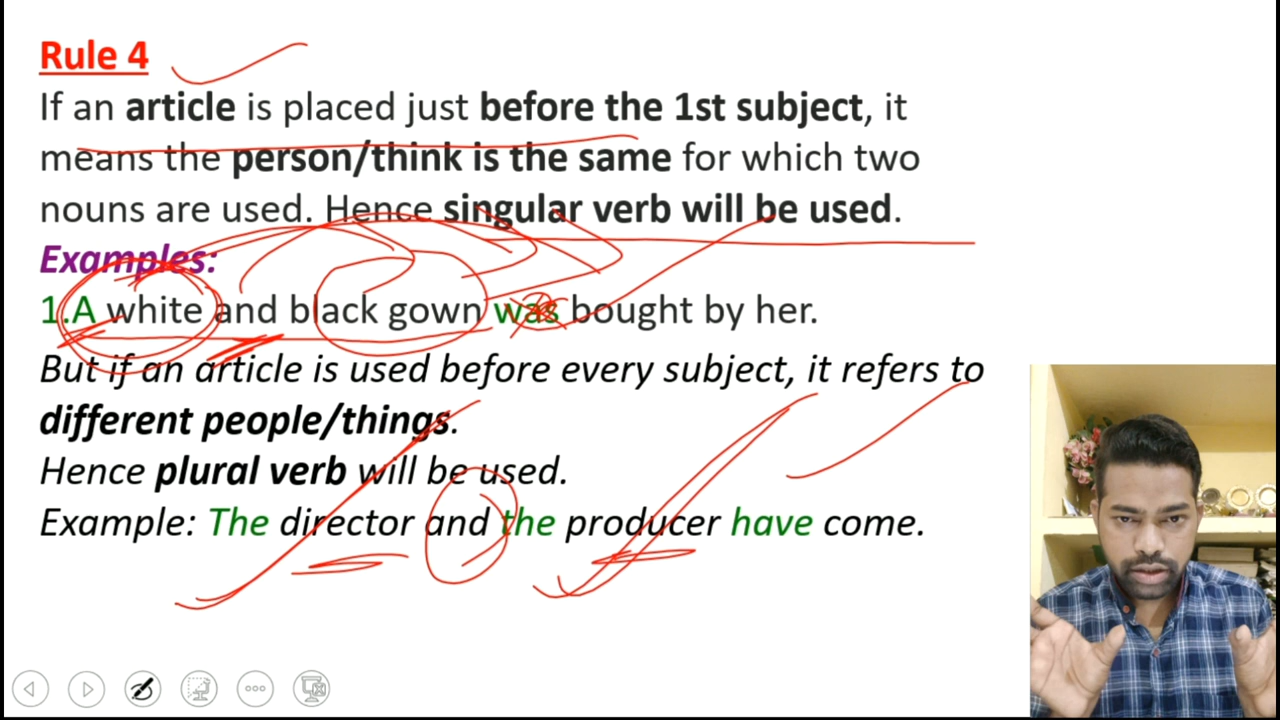 Rule 4
If an article is placed just before the 1st subject, it
means the person/think is the same for which two
nouns are used. Hence singular verb will be used.
Examples:
1.A white and black gown was bought by her.
But if an article is used before every subject, it refers to
different people/things.
Hence plural verb will be used.
Example: The director and the producer have come.